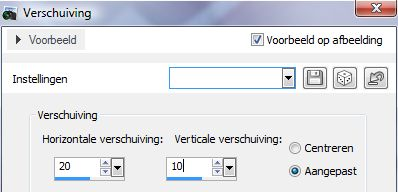 Verschuiving
Voorbeeld
Voorbeeld op afbeelding
Instellingen
Verschuiving
Horizontale verschuiving: Verticale verschuiving:
Centreren
20 10
Aangepast